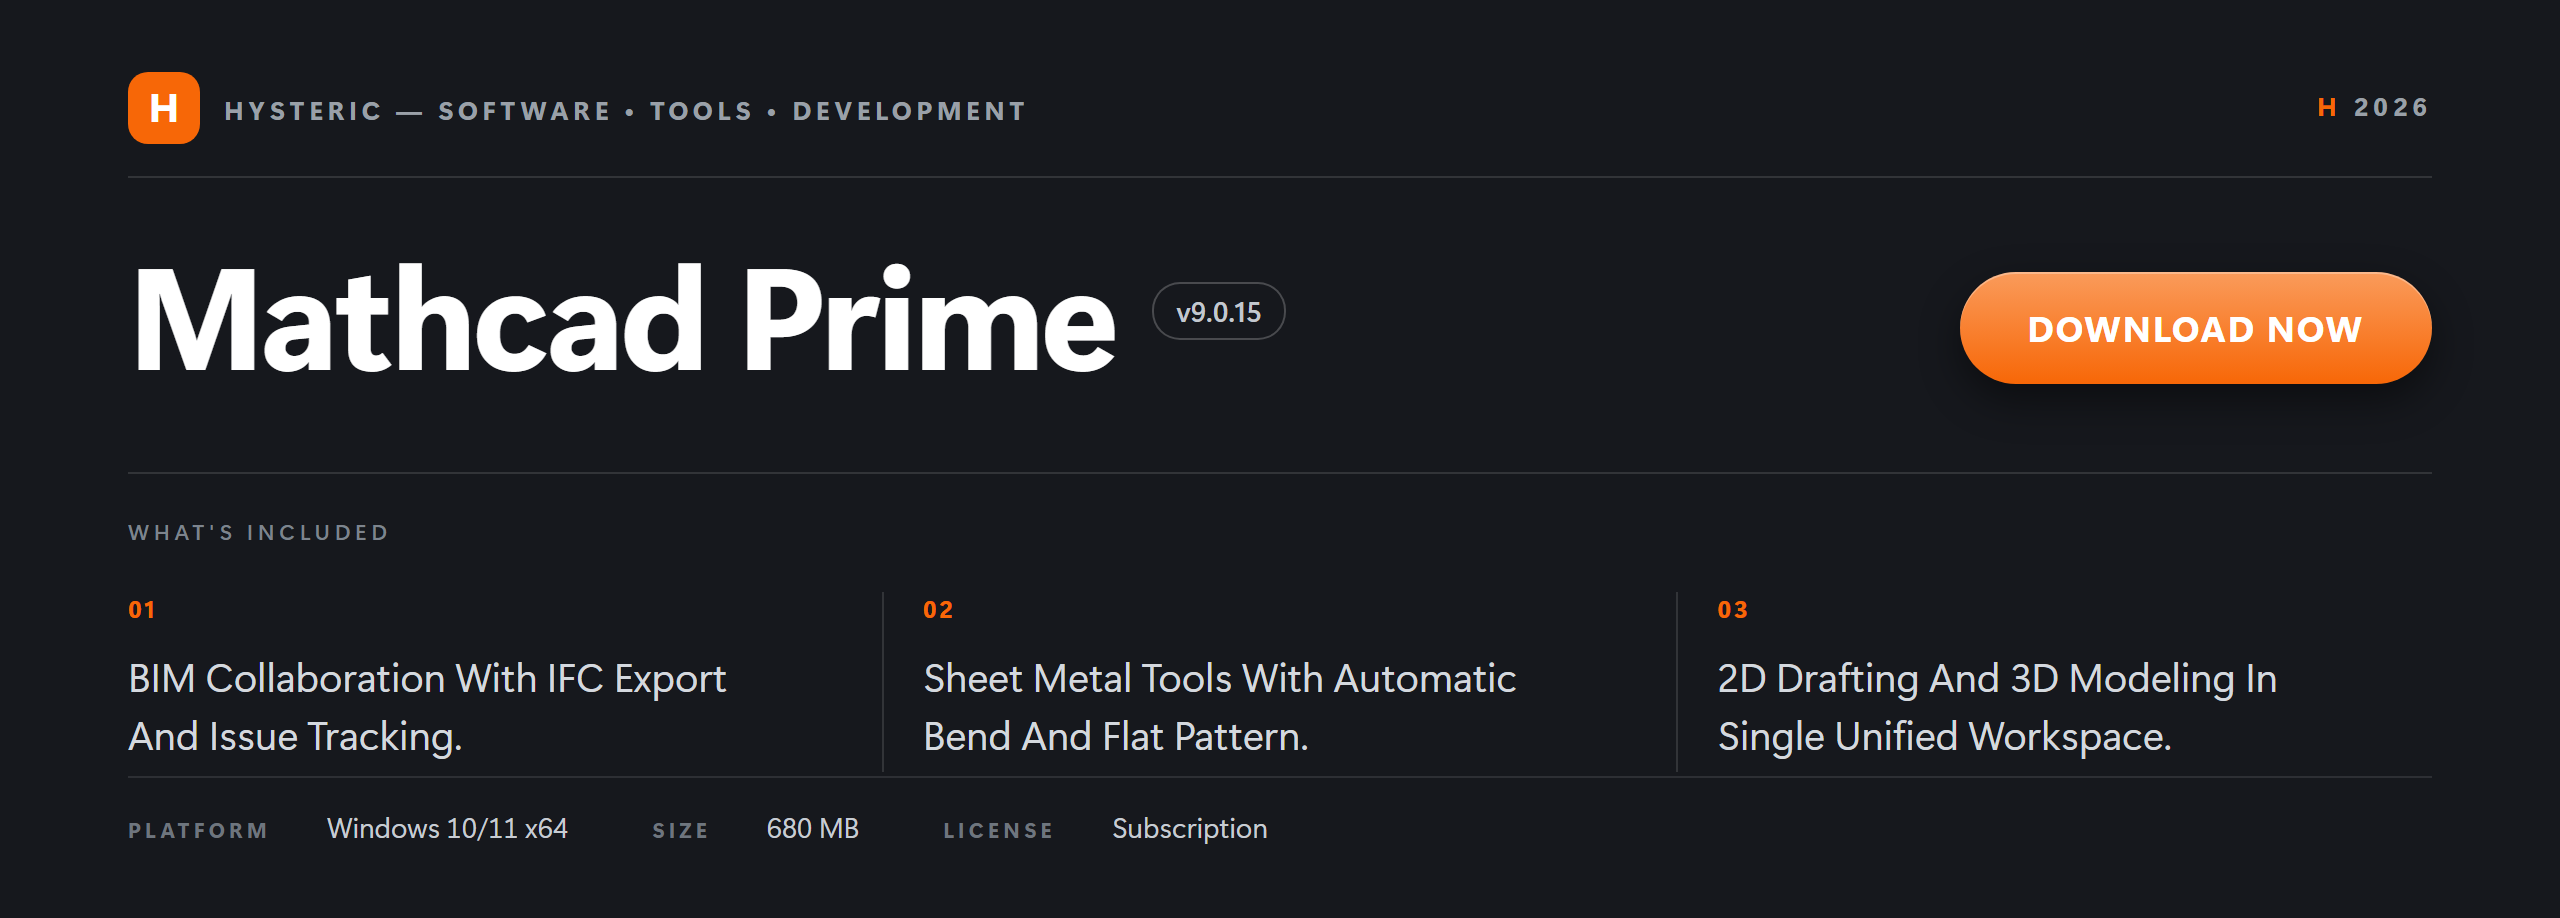 H HYSTERIC — SOFTWARE • TOOLS • DEVELOPMENT
H 2026
Mathcad Prime v9.0.15
DOWNLOAD NOW
WHAT'S INCLUDED
01
BIM Collaboration With IFC Export
And Issue Tracking.
02
Sheet Metal Tools With Automatic
Bend And Flat Pattern.
03
2D Drafting And 3D Modeling In
Single Unified Workspace.
PLATFORM Windows 10/11 x64 SIZE 680 MB LICENSE Subscription